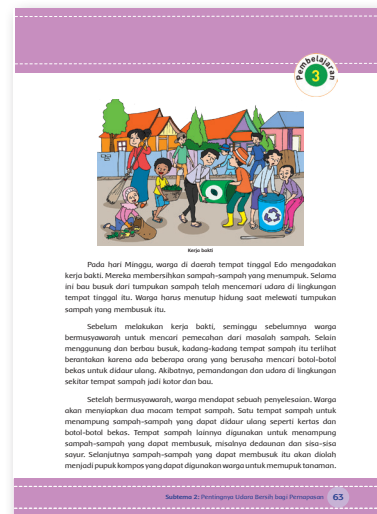 Pembelajaran
3
Kerja bakti
Pada hari Minggu, warga di daerah tempat tinggal Edo mengadakan
kerja bakti. Mereka membersihkan sampah-sampah yang menumpuk. Selama
ini bau busuk dari tumpukan sampah telah mencemari udara di lingkungan
tempat tinggal itu. Warga harus menutup hidung saat melewati tumpukan
sampah yang membusuk itu.
Sebelum melakukan kerja bakti, seminggu sebelumnya warga
bermusyawarah untuk mencari pemecahan dari masalah sampah. Selain
menggunung dan berbau busuk, kadang-kadang tempat sampah itu terlihat
berantakan karena ada beberapa orang yang berusaha mencari botol-botol
bekas untuk didaur ulang. Akibatnya, pemandangan dan udara di lingkungan
sekitar tempat sampah jadi kotor dan bau.
Setelah bermusyawarah, warga mendapat sebuah penyelesaian. Warga
akan menyiapkan dua macam tempat sampah. Satu tempat sampah untuk
menampung sampah-sampah yang dapat didaur ulang seperti kertas dan
botol-botol bekas. Tempat sampah lainnya digunakan untuk menampung
sampah-sampah yang dapat membusuk, misalnya dedaunan dan sisa-sisa
sayur. Selanjutnya sampah-sampah yang dapat membusuk itu akan diolah
menjadi pupuk kompos yang dapat digunakan warga untuk memupuk tanaman.
Subtema 2: Pentingnya Udara Bersih bagi Pernapasan 63